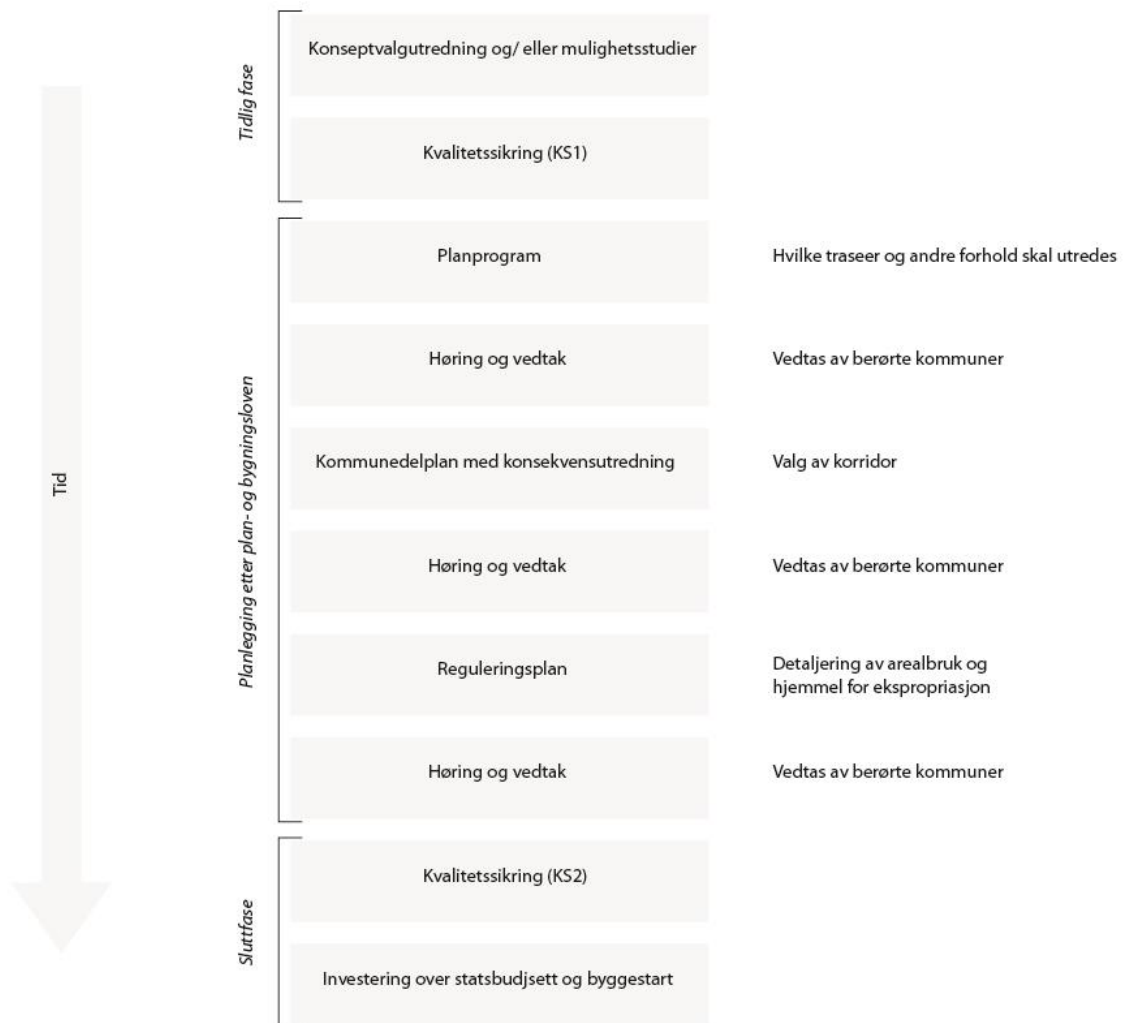 Tid
Tidlig fase
Konseptvalgutredning og/ eller mulighetsstudier
Kvalitetssikring (KS1)
Planlegging etter plan- og bygningsloven
Planprogram
Hvilke traseer og andre forhold skal utredes
Høring og vedtak
Vedtas av berørte kommuner
Kommunedelplan med konsekvensutredning
Valg av korridor
Høring og vedtak
Vedtas av berørte kommuner
Reguleringsplan
Detaljering av arealbruk og
hjemmel for ekspropriasjon
Høring og vedtak
Vedtas av berørte kommuner
Sluttfase
Kvalitetssikring (KS2)
Investering over statsbudjsett og byggestart